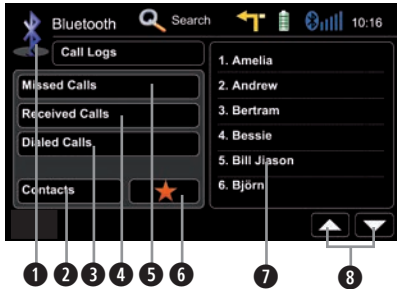 Bluetooth Search 10:16
Call Logs
Missed Calls
Received Calls
Dialed Calls
Contacts
1. Amelia
2. Andrew
3. Bertram
4. Bessie
5. Bill Jiason
6. Björn
1 2 3 4 5 6 7 8